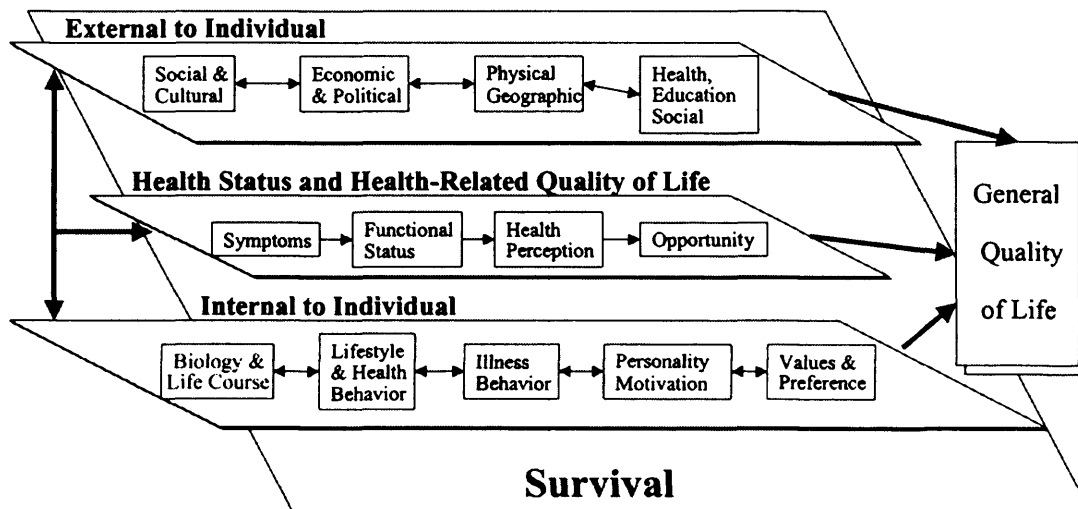 External to Individual
Social &
Cultural
Economic
& Political
Physical
Geographic
Health,
Education
Social
Health Status and Health-Related Quality of Life
Symptoms
Functional
Status
Health
Perception
Opportunity
General
Quality
of Life
Internal to Individual
Biology &
Life Course
Lifestyle
& Health
Behavior
Illness
Behavior
Personality
Motivation
Values &
Preference
Survival